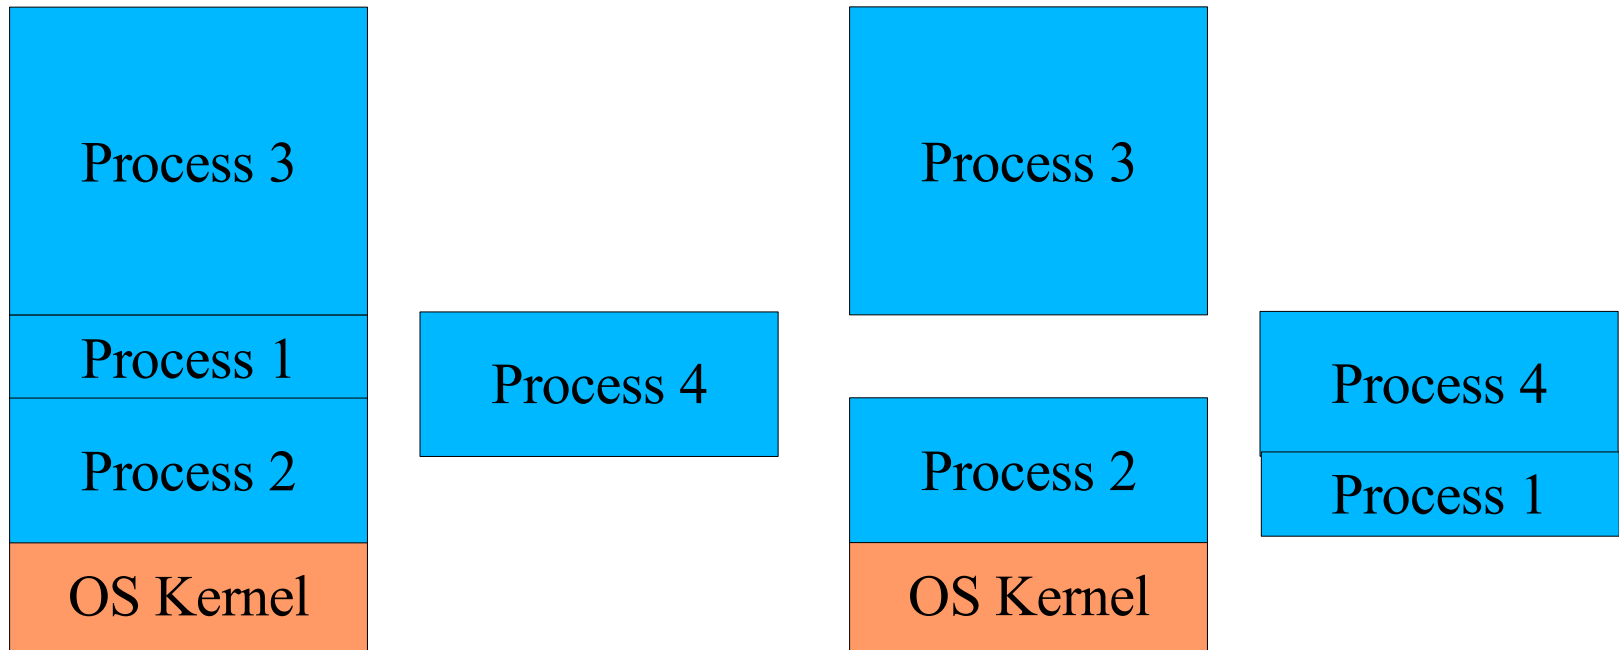 Process 3
Process 1
Process 2
OS Kernel
Process 4
Process 3
Process 2
OS Kernel
Process 4
Process 1